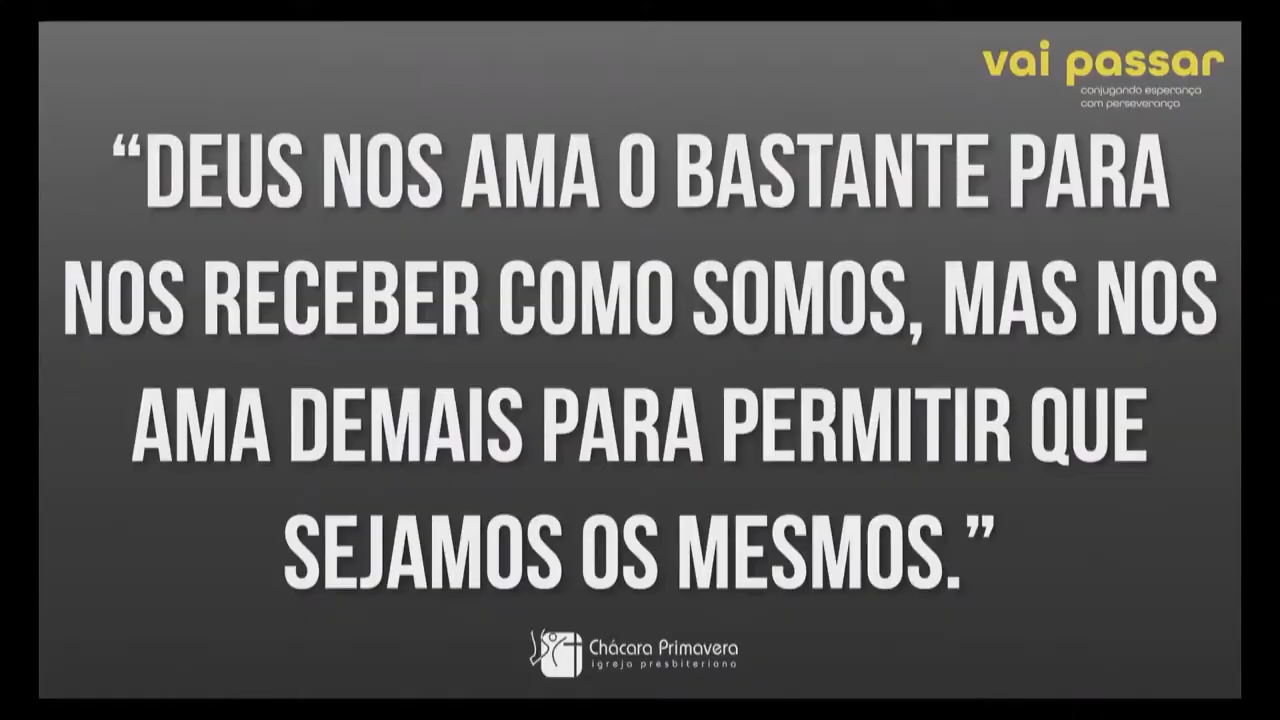 vai passar
conjugando esperança
com perseverança
“DEUS NOS AMA O BASTANTE PARA
NOS RECEBER COMO SOMOS, MAS NOS
AMA DEMAIS PARA PERMITIR QUE
SEJAMOS OS MESMOS.”
Chácara Primavera
igreja presbiteriana